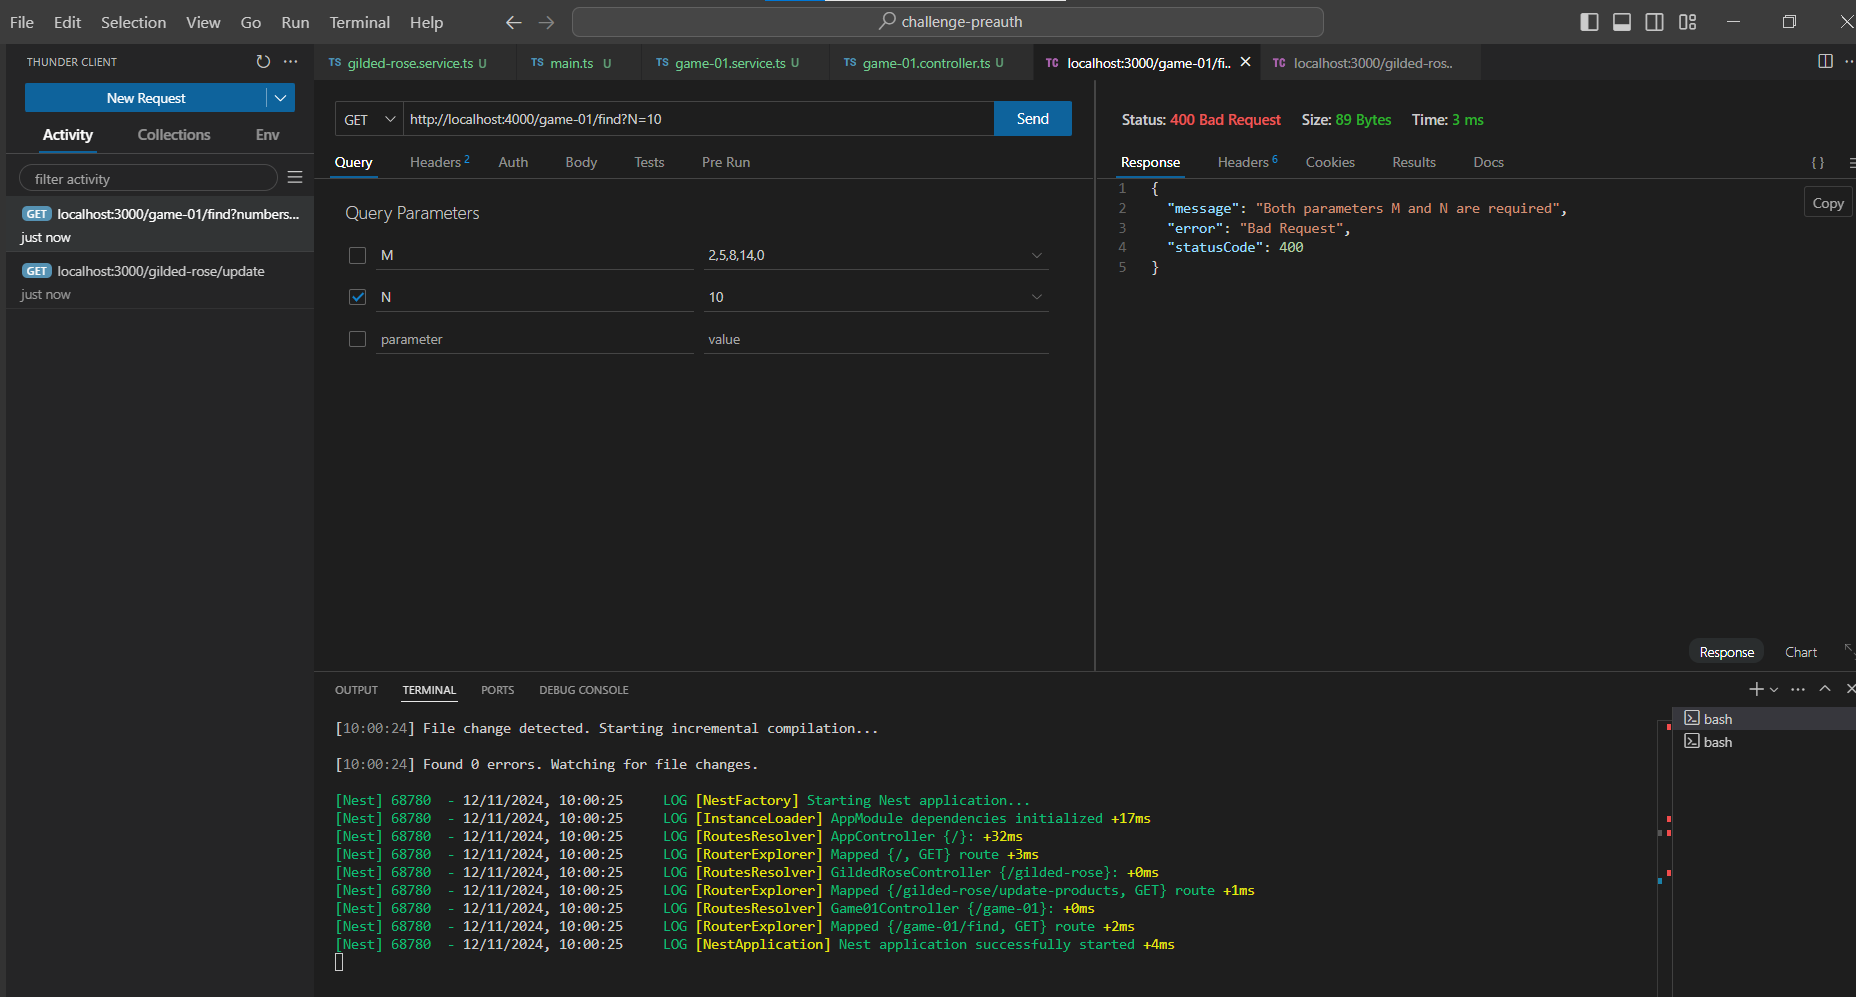 File Edit Selection View Go Run Terminal Help
challenge-preauth
THUNDER CLIENT
New Request
Activity Collections Env
filter activity
GET localhost:3000/game-01/find?numbers...
just now
GET localhost:3000/gilded-rose/update
just now
TS gilded-rose.service.ts U
TS main.ts U
TS game-01.service.ts U
TS game-01.controller.ts U
TC localhost:3000/game-01/fi..
TC localhost:3000/gilded-ros..
GET http://localhost:4000/game-01/find?N=10 Send
Query Headers 2 Auth Body Tests Pre Run
Query Parameters
M 2,5,8,14,0
N 10
parameter value
Status: 400 Bad Request Size: 89 Bytes Time: 3 ms
Response Headers 6 Cookies Results Docs { }
Copy
1 {
2 "message": "Both parameters M and N are required",
3 "error": "Bad Request",
4 "statusCode": 400
5 }
Response Chart
OUTPUT TERMINAL PORTS DEBUG CONSOLE
[10:00:24] File change detected. Starting incremental compilation...
[10:00:24] Found 0 errors. Watching for file changes.
[Nest] 68780 - 12/11/2024, 10:00:25 LOG [NestFactory] Starting Nest application...
[Nest] 68780 - 12/11/2024, 10:00:25 LOG [InstanceLoader] AppModule dependencies initialized +17ms
[Nest] 68780 - 12/11/2024, 10:00:25 LOG [RoutesResolver] AppController {/}: +32ms
[Nest] 68780 - 12/11/2024, 10:00:25 LOG [RouterExplorer] Mapped {/, GET} route +3ms
[Nest] 68780 - 12/11/2024, 10:00:25 LOG [RoutesResolver] GildedRoseController {/gilded-rose}: +0ms
[Nest] 68780 - 12/11/2024, 10:00:25 LOG [RouterExplorer] Mapped {/gilded-rose/update-products, GET} route +1ms
[Nest] 68780 - 12/11/2024, 10:00:25 LOG [RoutesResolver] Game01Controller {/game-01}: +0ms
[Nest] 68780 - 12/11/2024, 10:00:25 LOG [RouterExplorer] Mapped {/game-01/find, GET} route +2ms
[Nest] 68780 - 12/11/2024, 10:00:25 LOG [NestApplication] Nest application successfully started +4ms
bash
bash